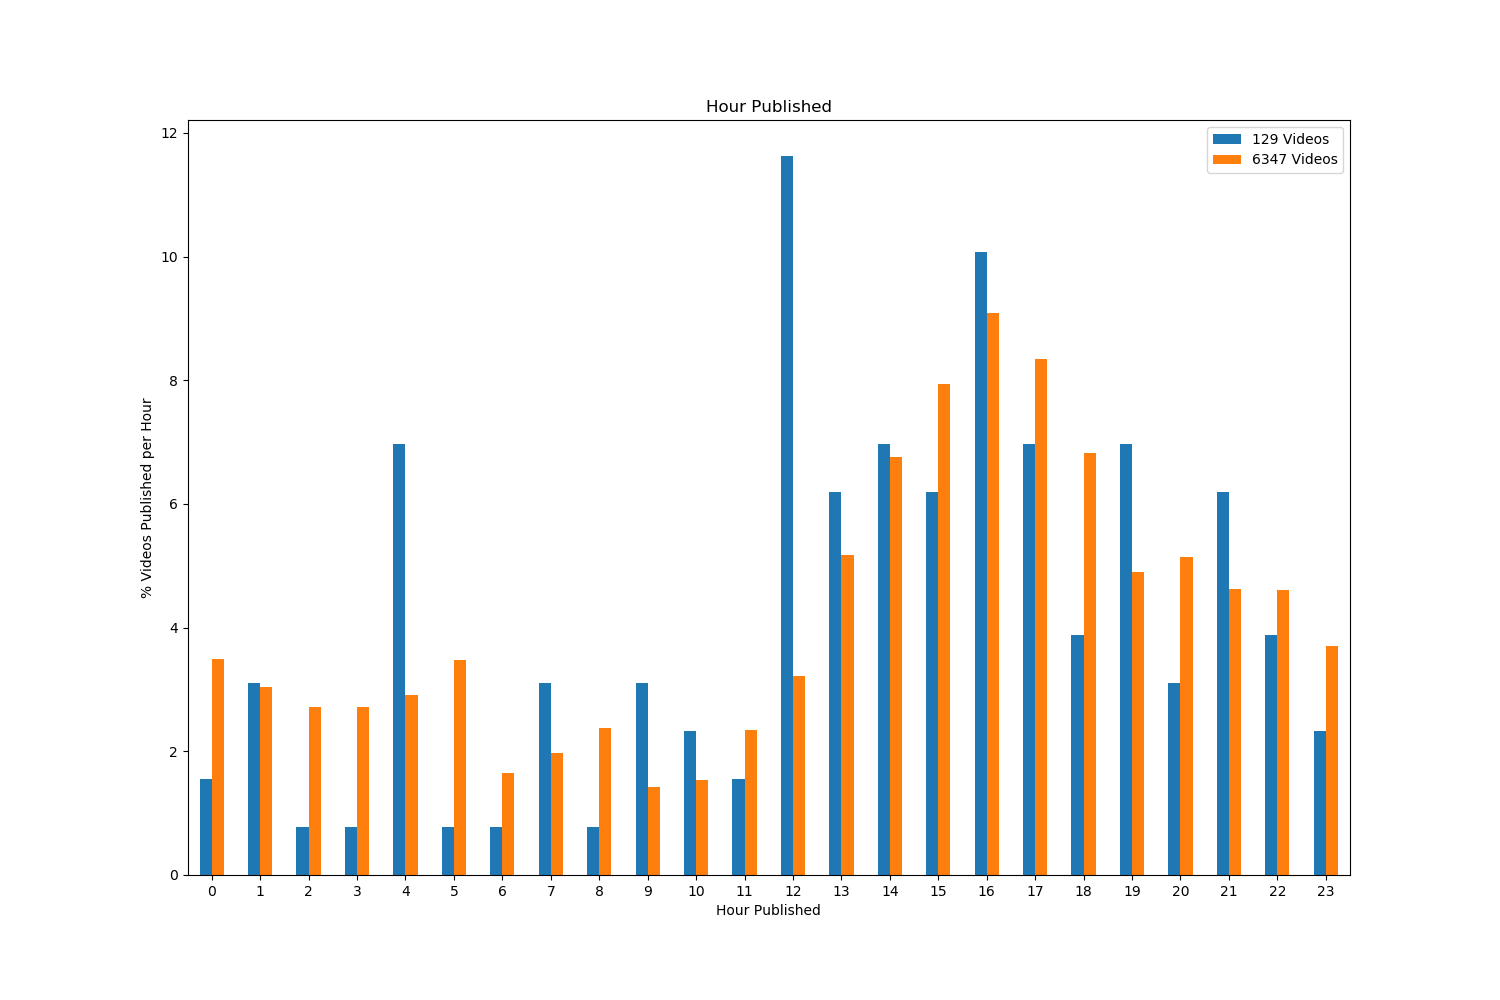 Hour Published
129 Videos
6347 Videos
% Videos Published per Hour
12
10
8
6
4
2
0
0 1 2 3 4 5 6 7 8 9 10 11 12 13 14 15 16 17 18 19 20 21 22 23
Hour Published